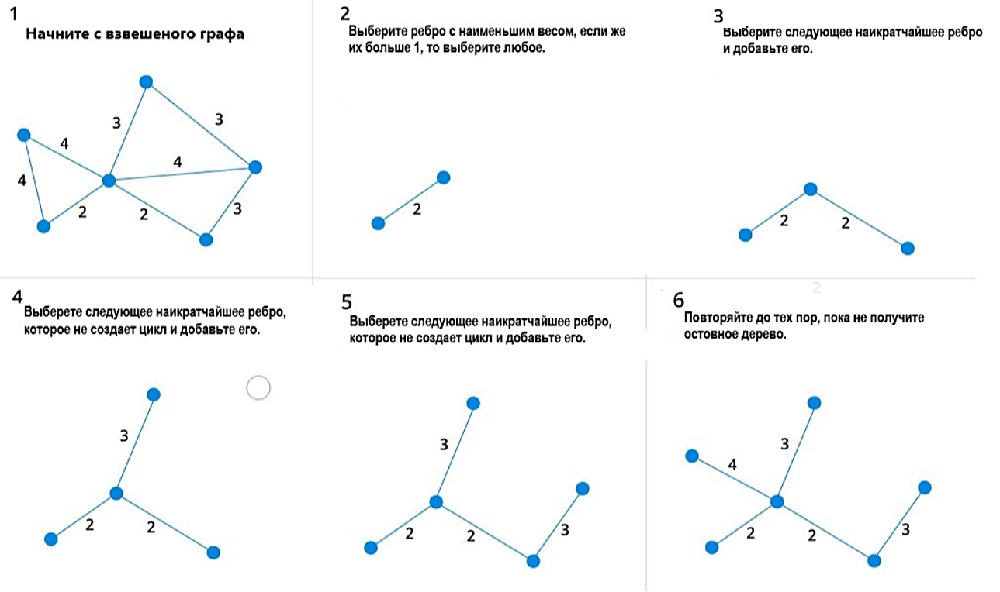 1
Начните с взвешеного графа
3
3
4
4
4
2
2
3
2
Выберите ребро с наименьшим весом, если же
их больше 1, то выберите любое.
2
3
Выберите следующее наикратчайшее ребро
и добавьте его.
2
2
4
Выберете следующее наикратчайшее ребро,
которое не создает цикл и добавьте его.
3
2
2
5
Выберете следующее наикратчайшее ребро,
которое не создает цикл и добавьте его.
3
2
2
3
2
6
Повторяйте до тех пор, пока не получите
остовное дерево.
3
4
2
2
3